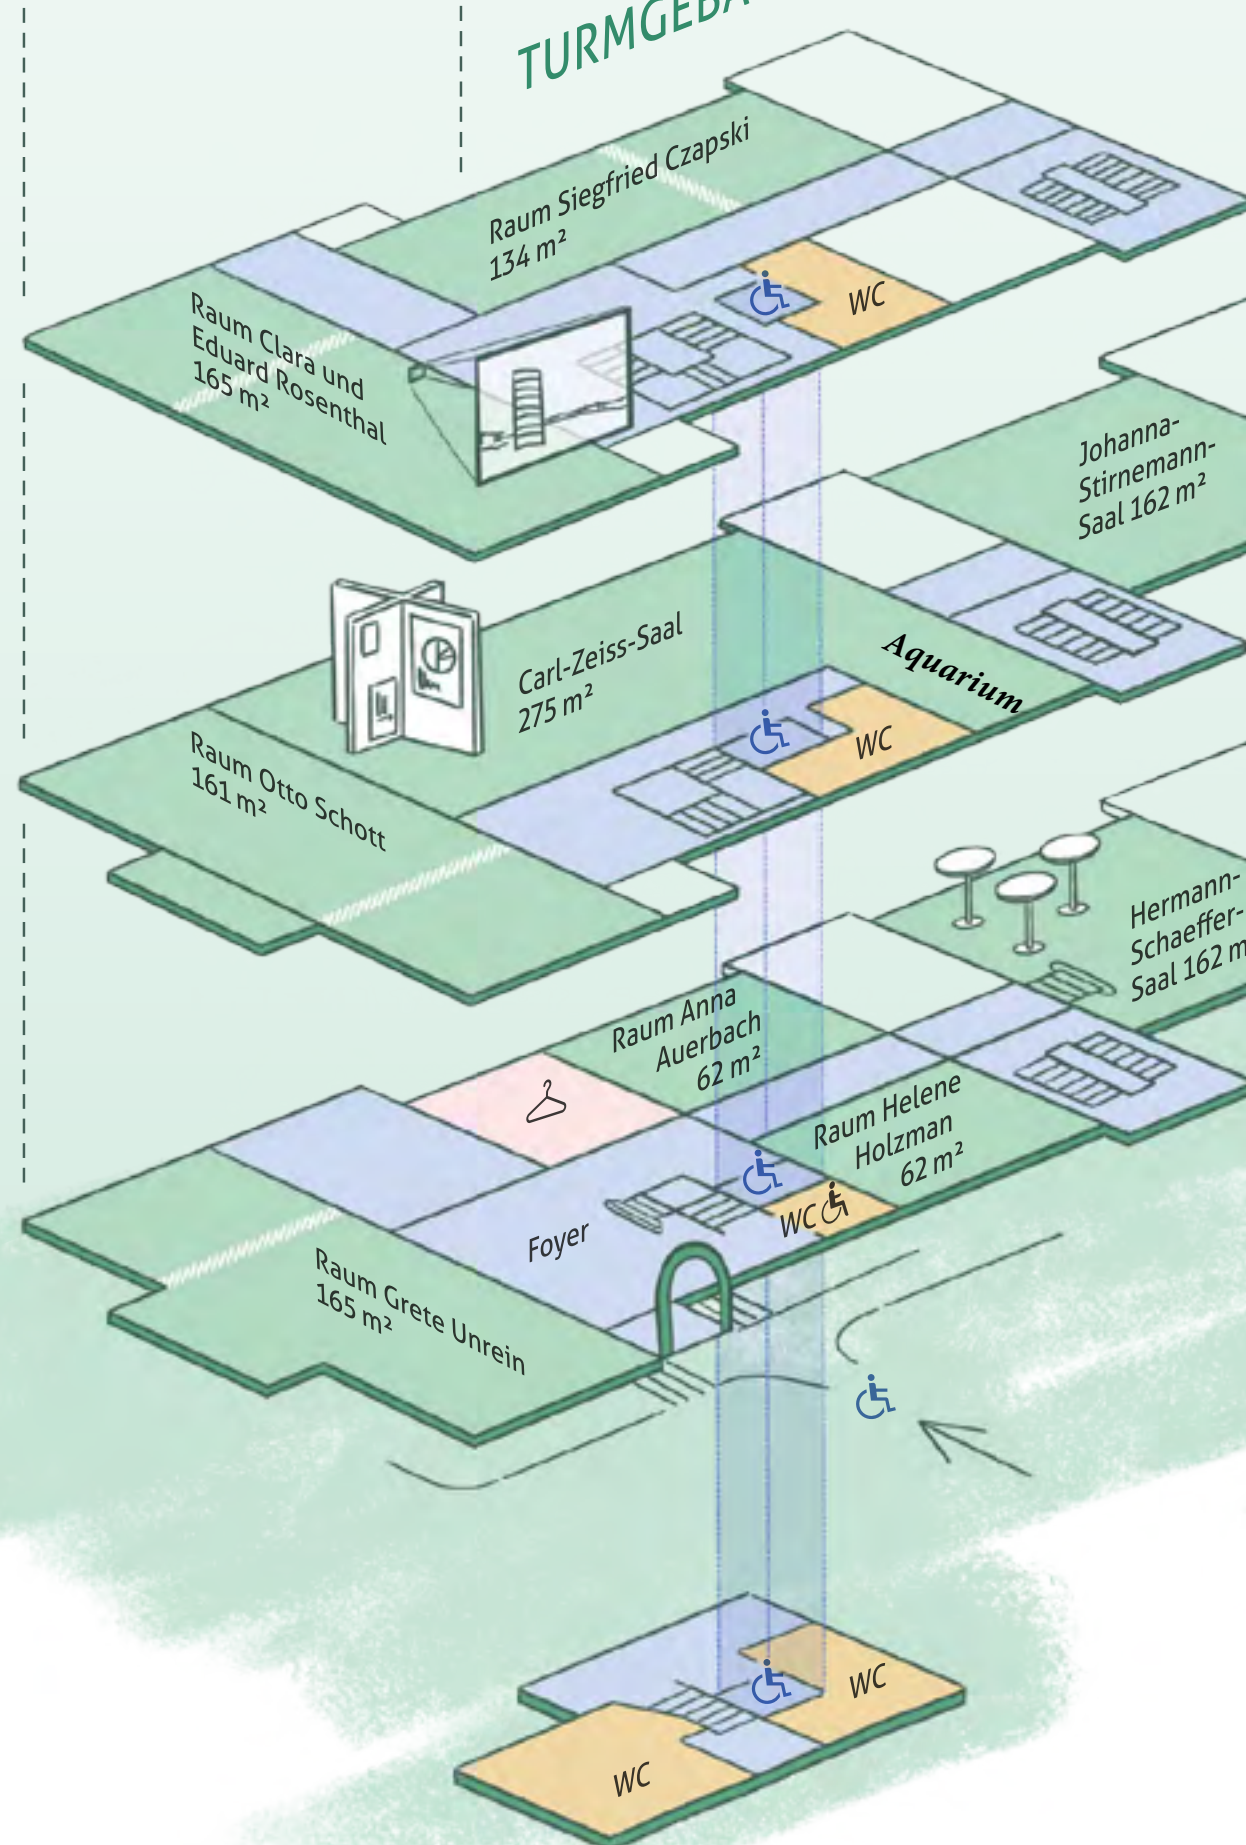 TURMGEBÄ
Raum Siegfried Czapski
134 m²
Raum Clara und
Eduard Rosenthal
165 m²
WC
Johanna-
Stirnemann-
Saal 162 m²
Carl-Zeiss-Saal
275 m²
Aquarium
WC
Raum Otto Schott
161 m²
Hermann-
Schaeffer-
Saal 162 m
Raum Anna
Auerbach
62 m²
Raum Helene
Holzman
62 m²
WC
Foyer
Raum Grete Unrein
165 m²
WC
WC